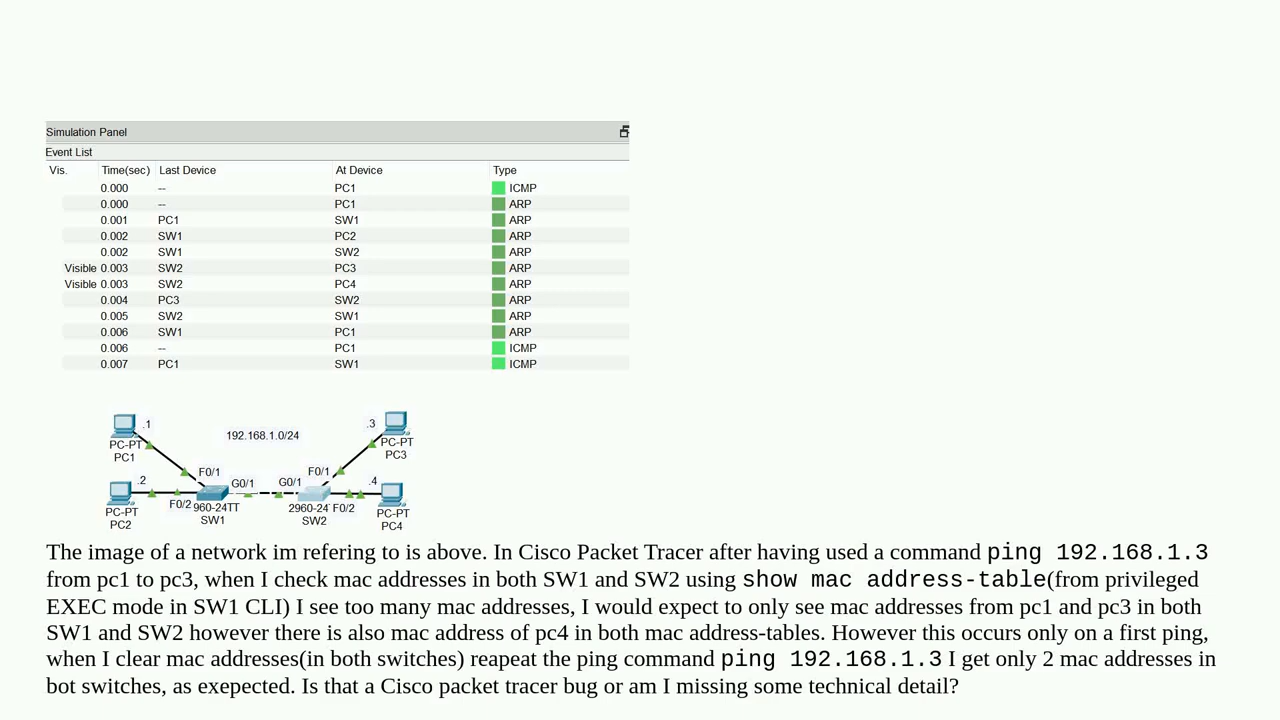 Simulation Panel
Event List
Vis. Time(sec) Last Device At Device Type
0.000 -- PC1 ICMP
0.000 -- PC1 ARP
0.001 PC1 SW1 ARP
0.002 SW1 PC2 ARP
0.002 SW1 SW2 ARP
Visible 0.003 SW2 PC3 ARP
Visible 0.003 SW2 PC4 ARP
0.004 PC3 SW2 ARP
0.005 SW2 SW1 ARP
0.006 SW1 PC1 ARP
0.006 -- PC1 ICMP
0.007 PC1 SW1 ICMP
.1 .3
192.168.1.0/24
PC-PT PC-PT
PC1 PC3
F0/1 F0/1
.2 G0/1 G0/1 .4
F0/2 960-24TT 2960-24 F0/2
PC-PT SW1 SW2 PC-PT
PC2 PC4
The image of a network im refering to is above. In Cisco Packet Tracer after having used a command ping 192.168.1.3
from pc1 to pc3, when I check mac addresses in both SW1 and SW2 using show mac address-table(from privileged
EXEC mode in SW1 CLI) I see too many mac addresses, I would expect to only see mac addresses from pc1 and pc3 in both
SW1 and SW2 however there is also mac address of pc4 in both mac address-tables. However this occurs only on a first ping,
when I clear mac addresses(in both switches) reapeat the ping command ping 192.168.1.3 I get only 2 mac addresses in
bot switches, as exepected. Is that a Cisco packet tracer bug or am I missing some technical detail?